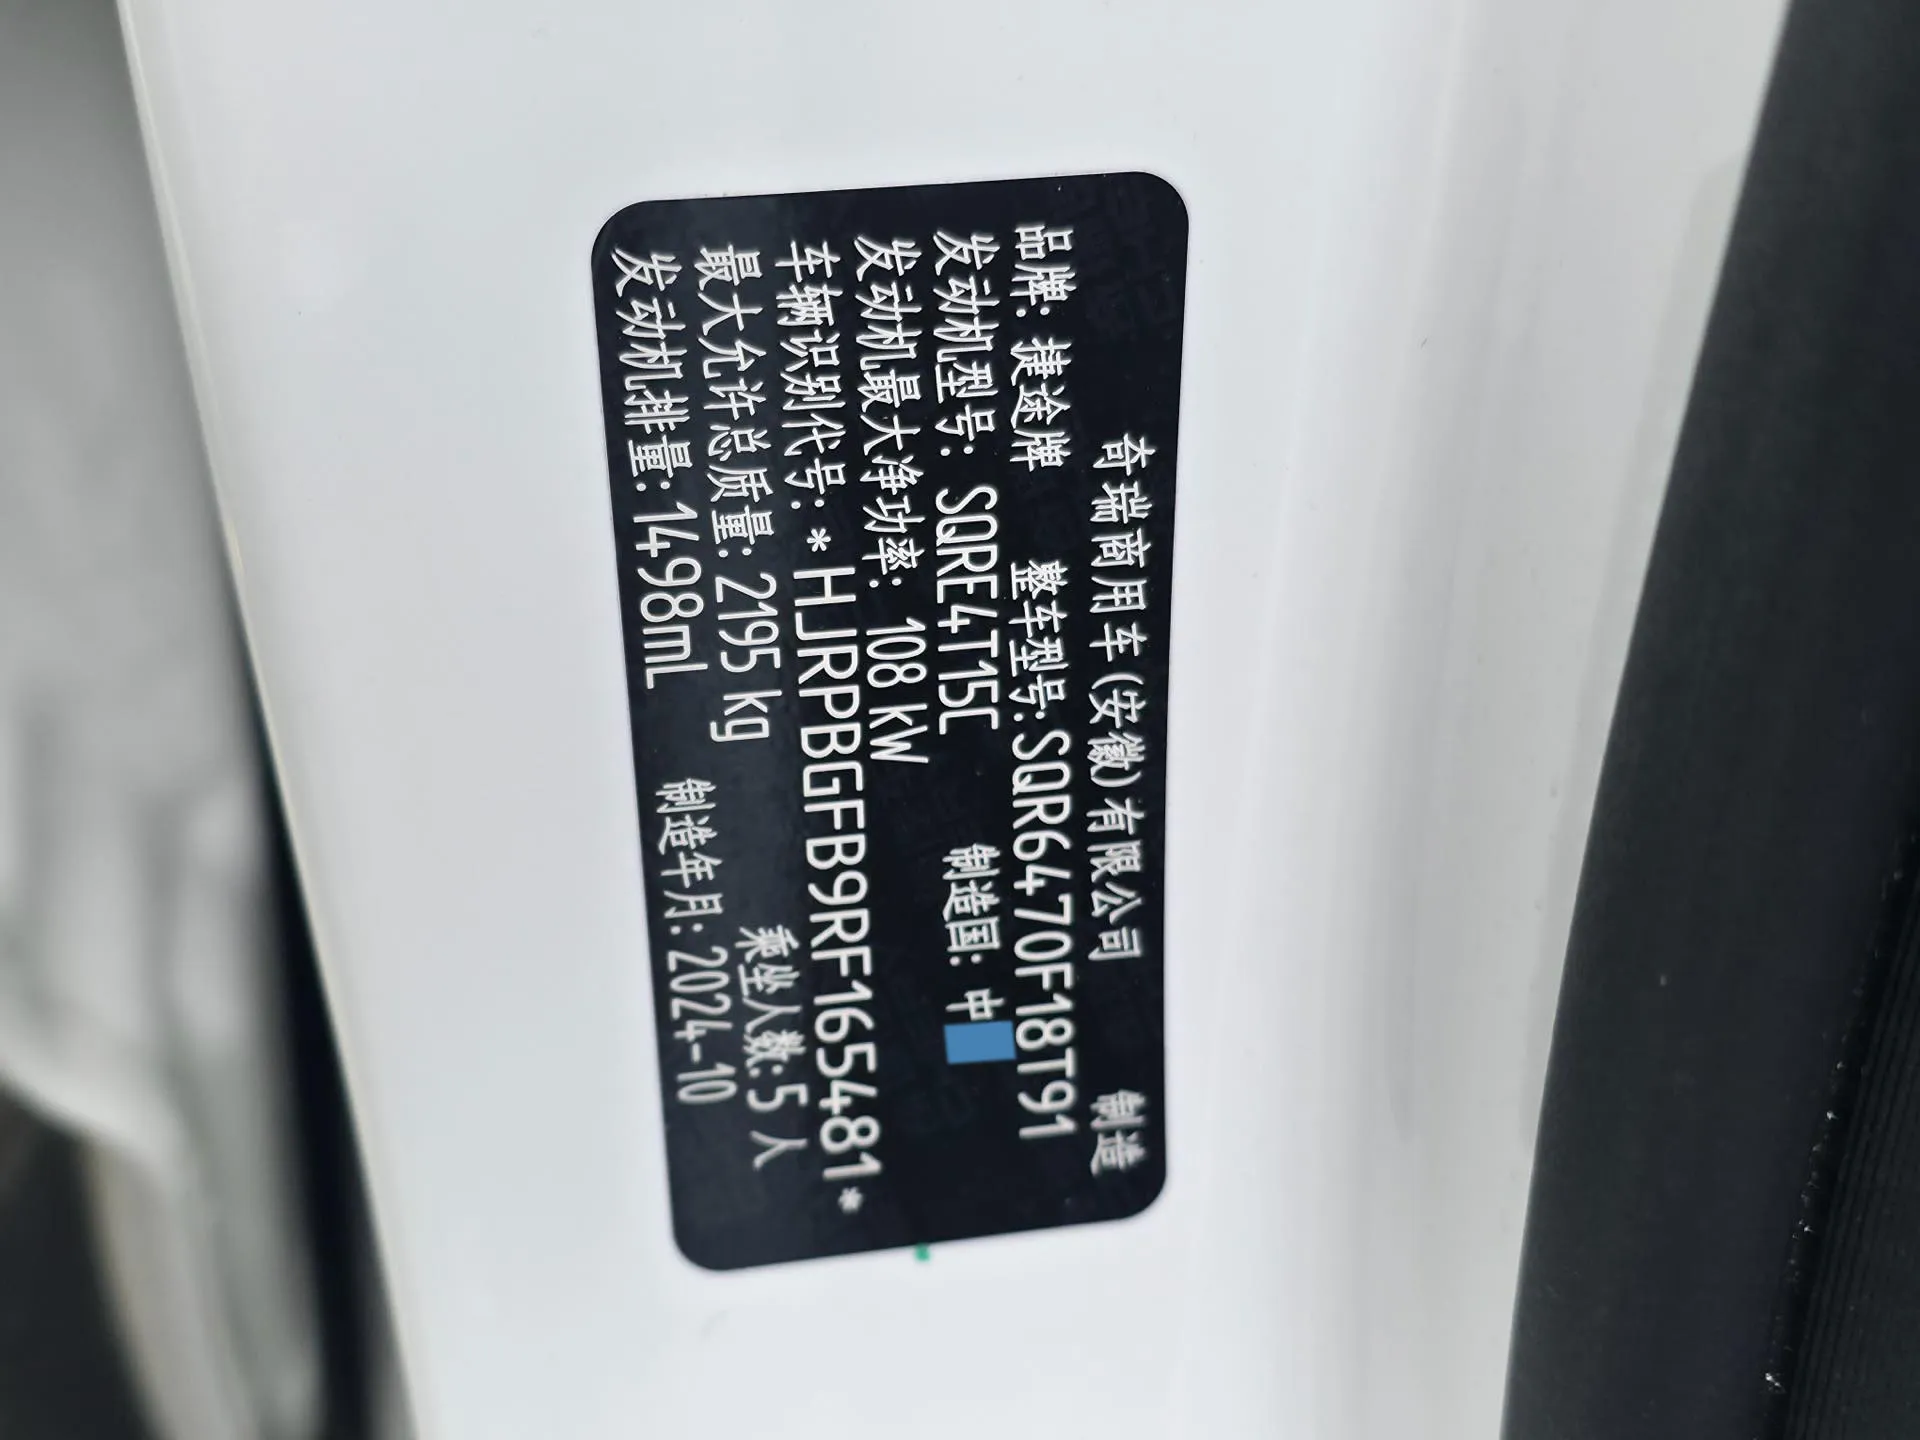 奇瑞商用车(安徽)有限公司 制造
品牌: 捷途牌 整车型号:SQR6470F18T91
发动机型号: SQRE4T15C 制造国: 中
发动机最大净功率: 108 kW
车辆识别代号: *HJRPBGFB9RF165481*
最大允许总质量: 2195 kg 乘坐人数:5 人
发动机排量:1498mL 制造年月:2024-10